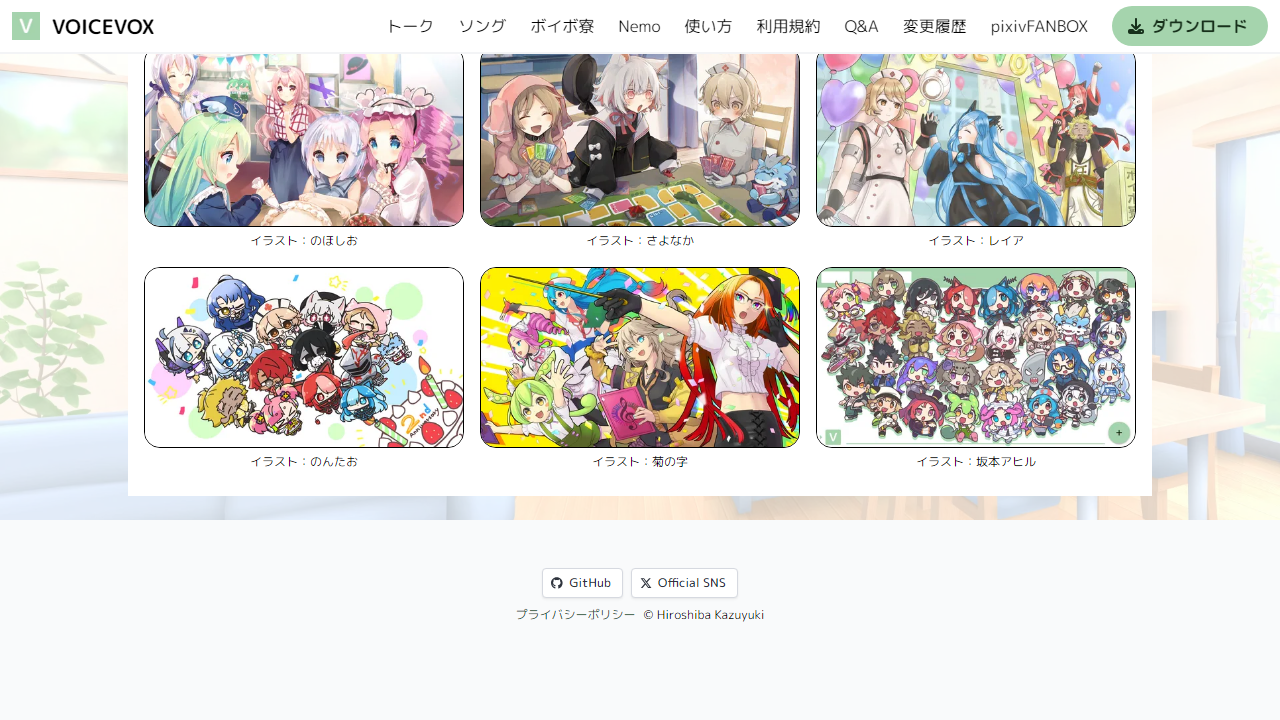 V VOICEVOX トーク ソング ボイボ寮 Nemo 使い方 利用規約 Q&A 変更履歴 pixivFANBOX ダウンロード
イラスト：のほしお イラスト：さよなか イラスト：レイア
イラスト：のんたお イラスト：菊の字 イラスト：坂本アヒル
GitHub Official SNS
プライバシーポリシー © Hiroshiba Kazuyuki